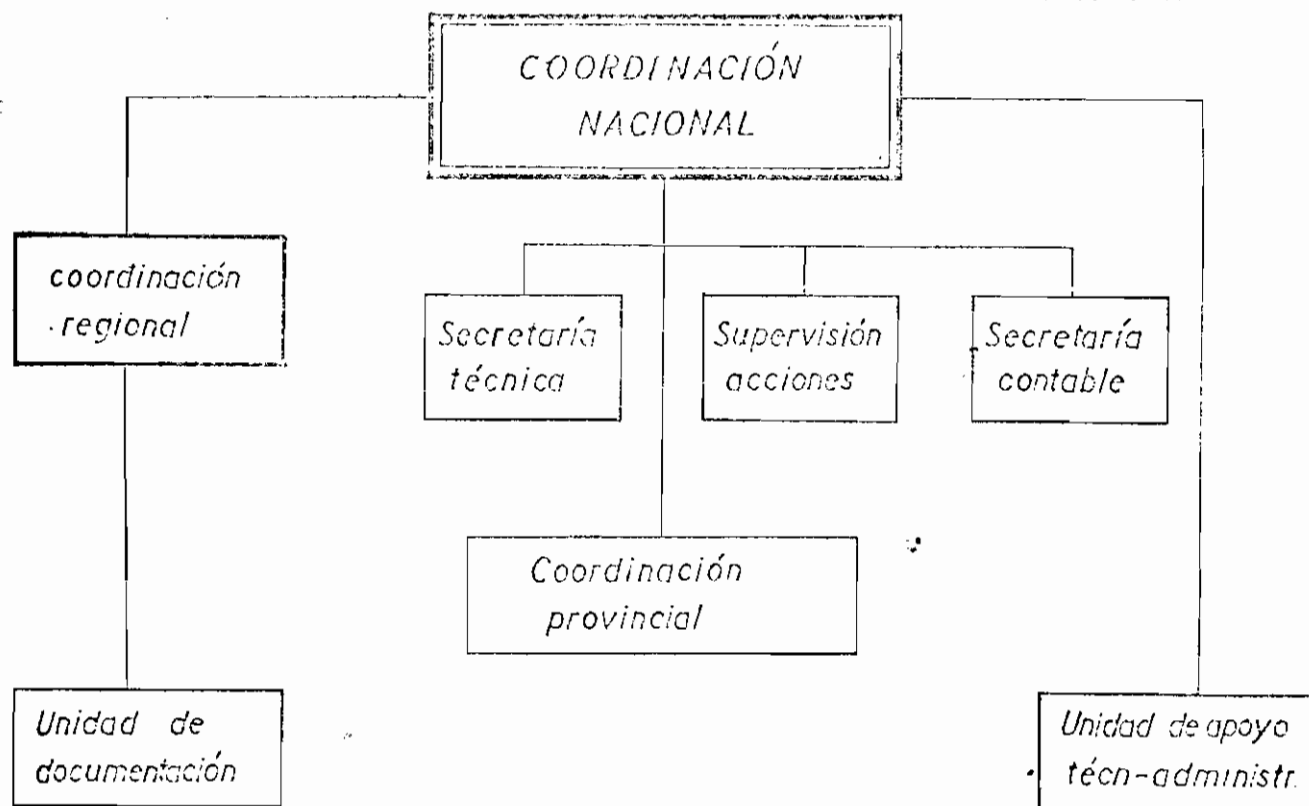 COORDINACIÓN
NACIONAL
coordinación
regional
Secretaría
técnica
Supervisión
acciones
Secretaría
contable
Coordinación
provincial
Unidad de
documentación
Unidad de apoyo
técn-administr.